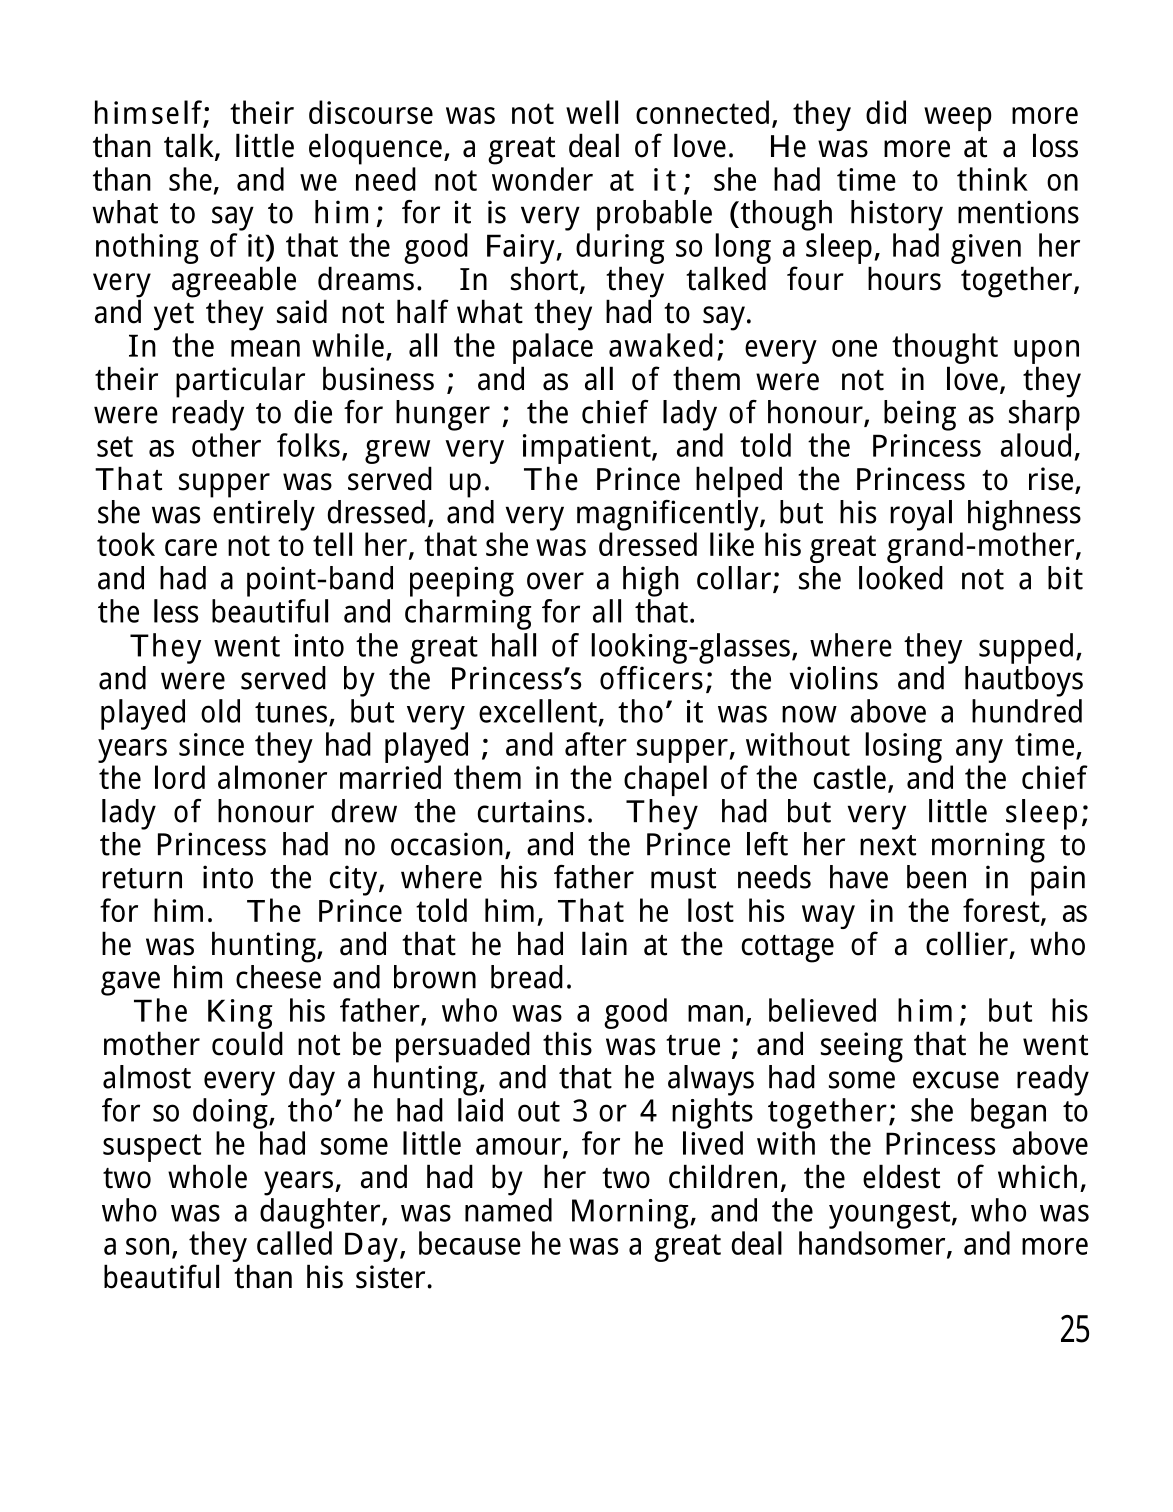 himself; their discourse was not well connected, they did weep more
than talk, little eloquence, a great deal of love. He was more at a loss
than she, and we need not wonder at it; she had time to think on
what to say to him; for it is very probable (though history mentions
nothing of it) that the good Fairy, during so long a sleep, had given her
very agreeable dreams. In short, they talked four hours together,
and yet they said not half what they had to say.
In the mean while, all the palace awaked; every one thought upon
their particular business ; and as all of them were not in love, they
were ready to die for hunger ; the chief lady of honour, being as sharp
set as other folks, grew very impatient, and told the Princess aloud,
That supper was served up. The Prince helped the Princess to rise,
she was entirely dressed, and very magnificently, but his royal highness
took care not to tell her, that she was dressed like his great grand-mother,
and had a point-band peeping over a high collar; she looked not a bit
the less beautiful and charming for all that.
They went into the great hall of looking-glasses, where they supped,
and were served by the Princess's officers; the violins and hautboys
played old tunes, but very excellent, tho' it was now above a hundred
years since they had played ; and after supper, without losing any time,
the lord almoner married them in the chapel of the castle, and the chief
lady of honour drew the curtains. They had but very little sleep;
the Princess had no occasion, and the Prince left her next morning to
return into the city, where his father must needs have been in pain
for him. The Prince told him, That he lost his way in the forest, as
he was hunting, and that he had lain at the cottage of a collier, who
gave him cheese and brown bread.
The King his father, who was a good man, believed him; but his
mother could not be persuaded this was true ; and seeing that he went
almost every day a hunting, and that he always had some excuse ready
for so doing, tho' he had laid out 3 or 4 nights together; she began to
suspect he had some little amour, for he lived with the Princess above
two whole years, and had by her two children, the eldest of which,
who was a daughter, was named Morning, and the youngest, who was
a son, they called Day, because he was a great deal handsomer, and more
beautiful than his sister.
25